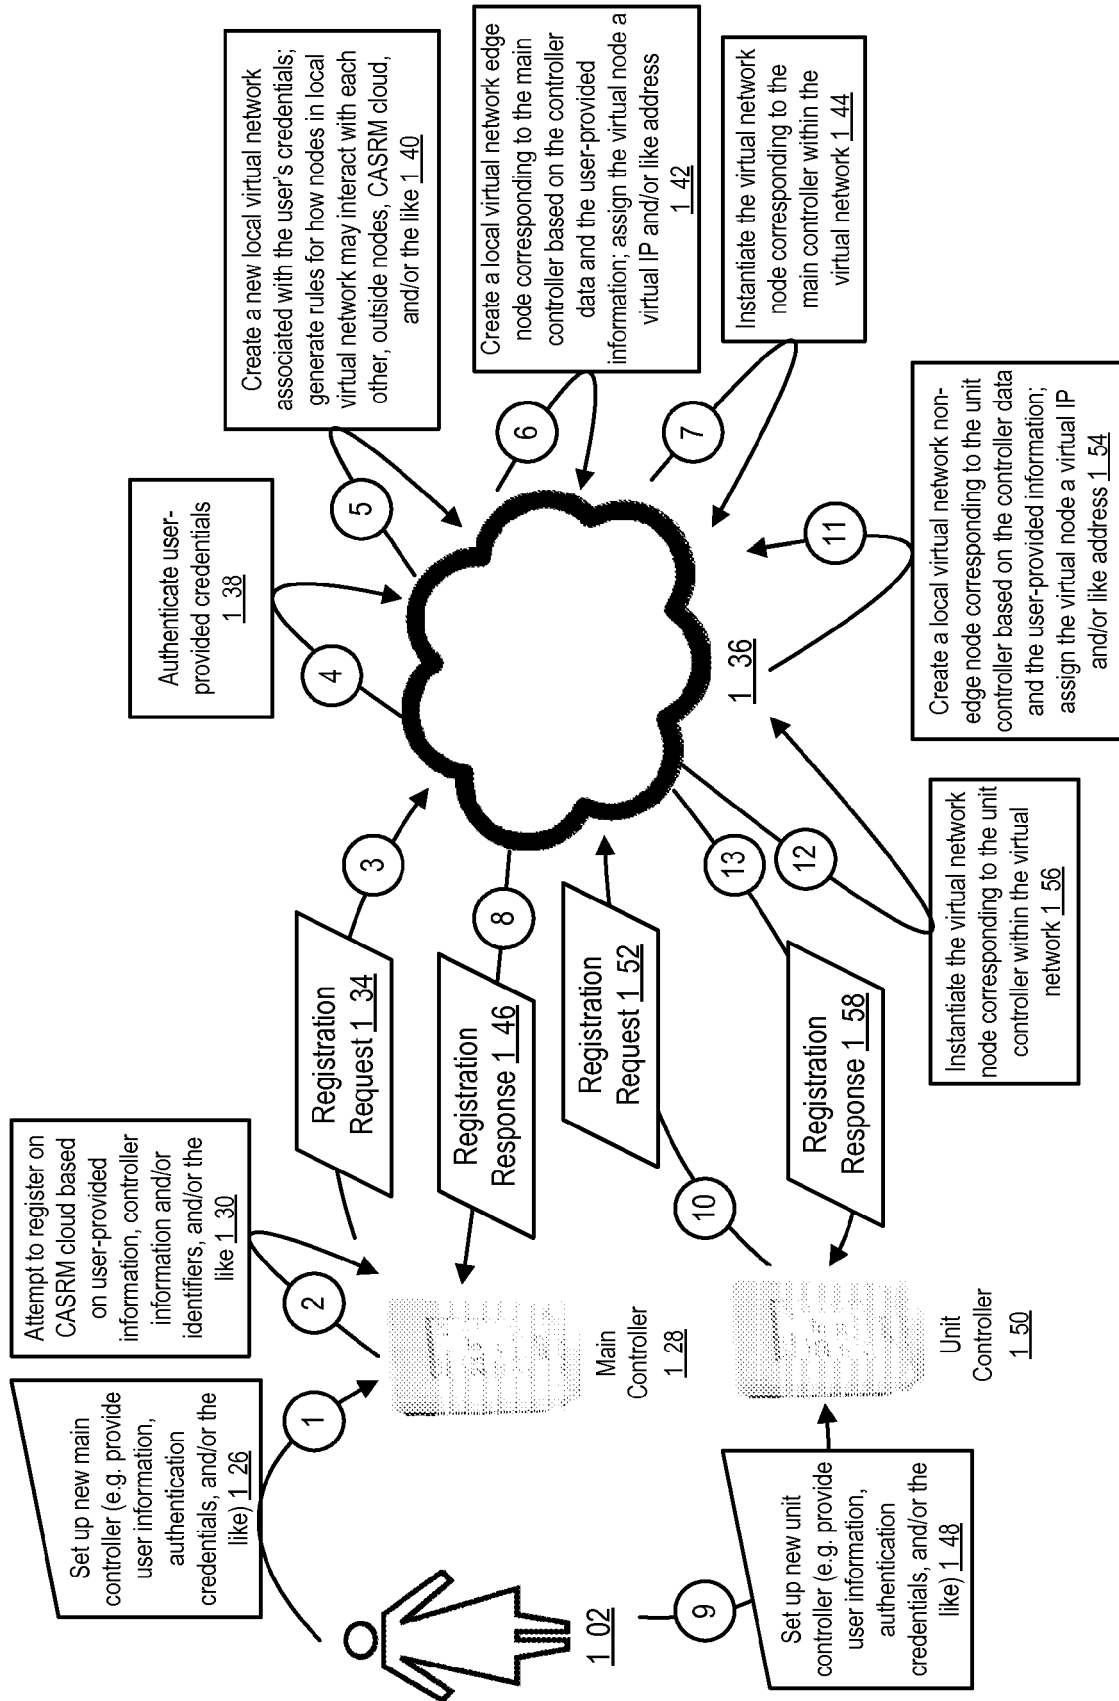 Set up new main
controller (e.g. provide
user information,
authentication
credentials, and/or the
like) 1 26
1
Attempt to register on
CASRM cloud based
on user-provided
information, controller
information and/or
identifiers, and/or the
like 1 30
2
Main
Controller
1 28
Registration
Request 1 34
3
Authenticate user-
provided credentials
1 38
4
Create a new local virtual network
associated with the user's credentials;
generate rules for how nodes in local
virtual network may interact with each
other, outside nodes, CASRM cloud,
and/or the like 1 40
5
Create a local virtual network edge
node corresponding to the main
controller based on the controller
data and the user-provided
information; assign the virtual node a
virtual IP and/or like address
1 42
6
Instantiate the virtual network
node corresponding to the
main controller within the
virtual network 1 44
7
1 36
Registration
Response 1 46
8
1 02
9
Set up new unit
controller (e.g. provide
user information,
authentication
credentials, and/or the
like) 1 48
Unit
Controller
1 50
10
Registration
Request 1 52
11
Create a local virtual network non-
edge node corresponding to the unit
controller based on the controller data
and the user-provided information;
assign the virtual node a virtual IP
and/or like address 1 54
12
Instantiate the virtual network
node corresponding to the unit
controller within the virtual
network 1 56
13
Registration
Response 1 58